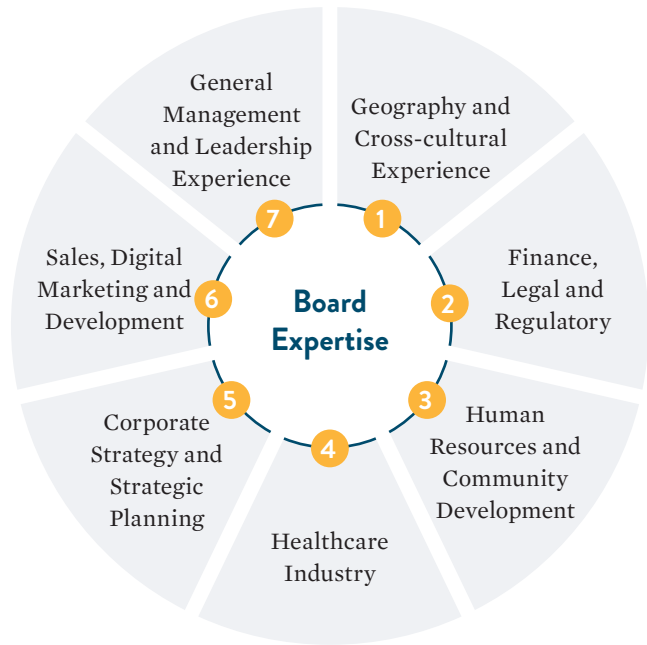 Board
Expertise
1
Geography and
Cross-cultural
Experience
2
Finance,
Legal and
Regulatory
3
Human
Resources and
Community
Development
4
Healthcare
Industry
5
Corporate
Strategy and
Strategic
Planning
6
Sales, Digital
Marketing and
Development
7
General
Management
and Leadership
Experience